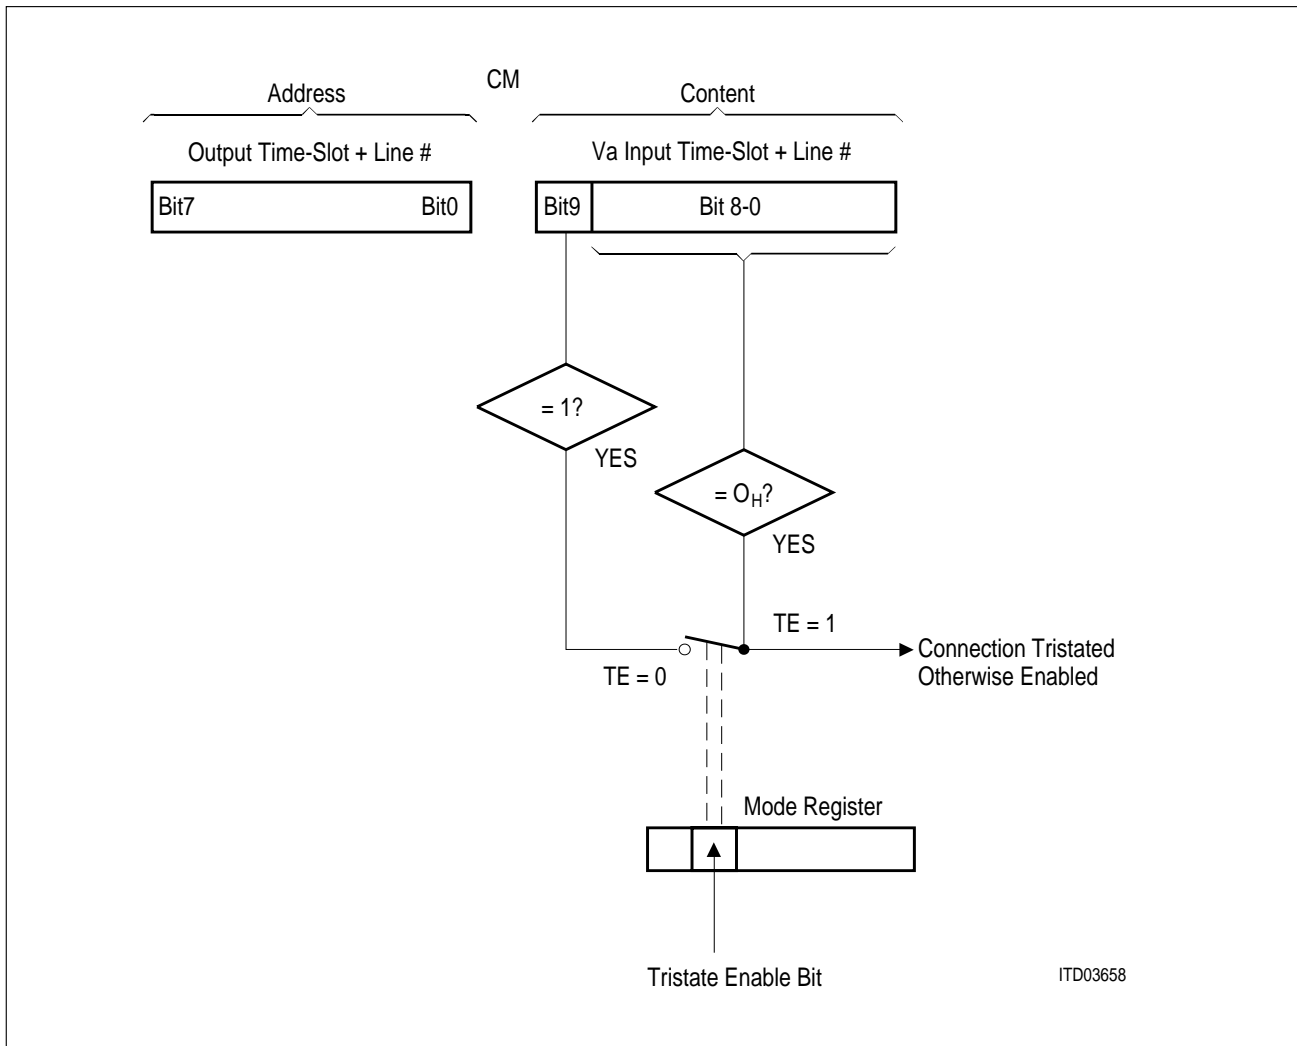 CM
Address
Content
Output Time-Slot + Line #
Va Input Time-Slot + Line #
Bit7
Bit0
Bit9
Bit 8-0
= 1?
YES
= OH?
YES
TE = 1
TE = 0
Connection Tristated
Otherwise Enabled
Mode Register
Tristate Enable Bit
ITD03658